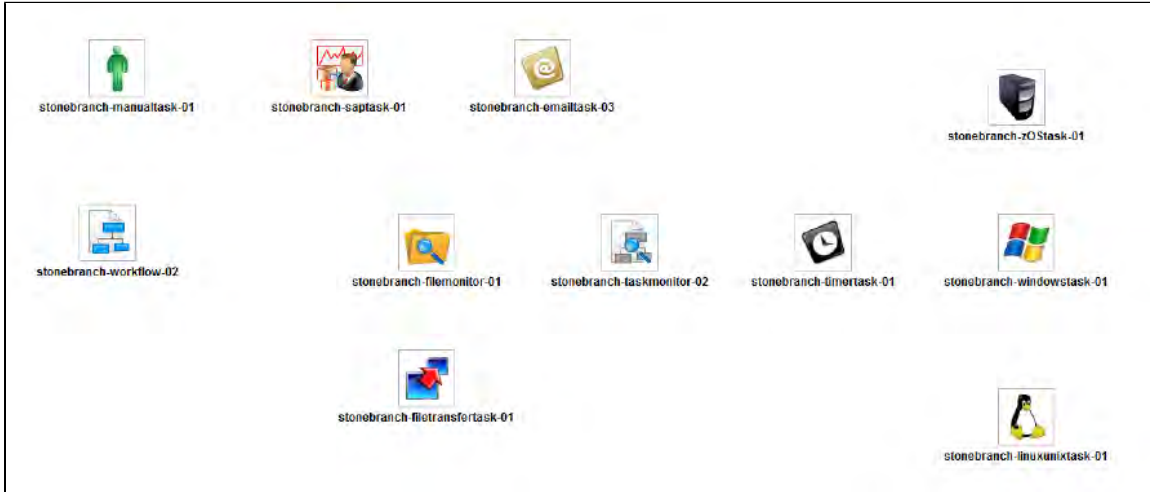 stonebranch-manualtask-01
stonebranch-saptask-01
stonebranch-emailtask-03
stonebranch-zOStask-01
stonebranch-workflow-02
stonebranch-filemonitor-01
stonebranch-taskmonitor-02
stonebranch-timertask-01
stonebranch-windowstask-01
stonebranch-filetransfertask-01
stonebranch-linuxunixtask-01